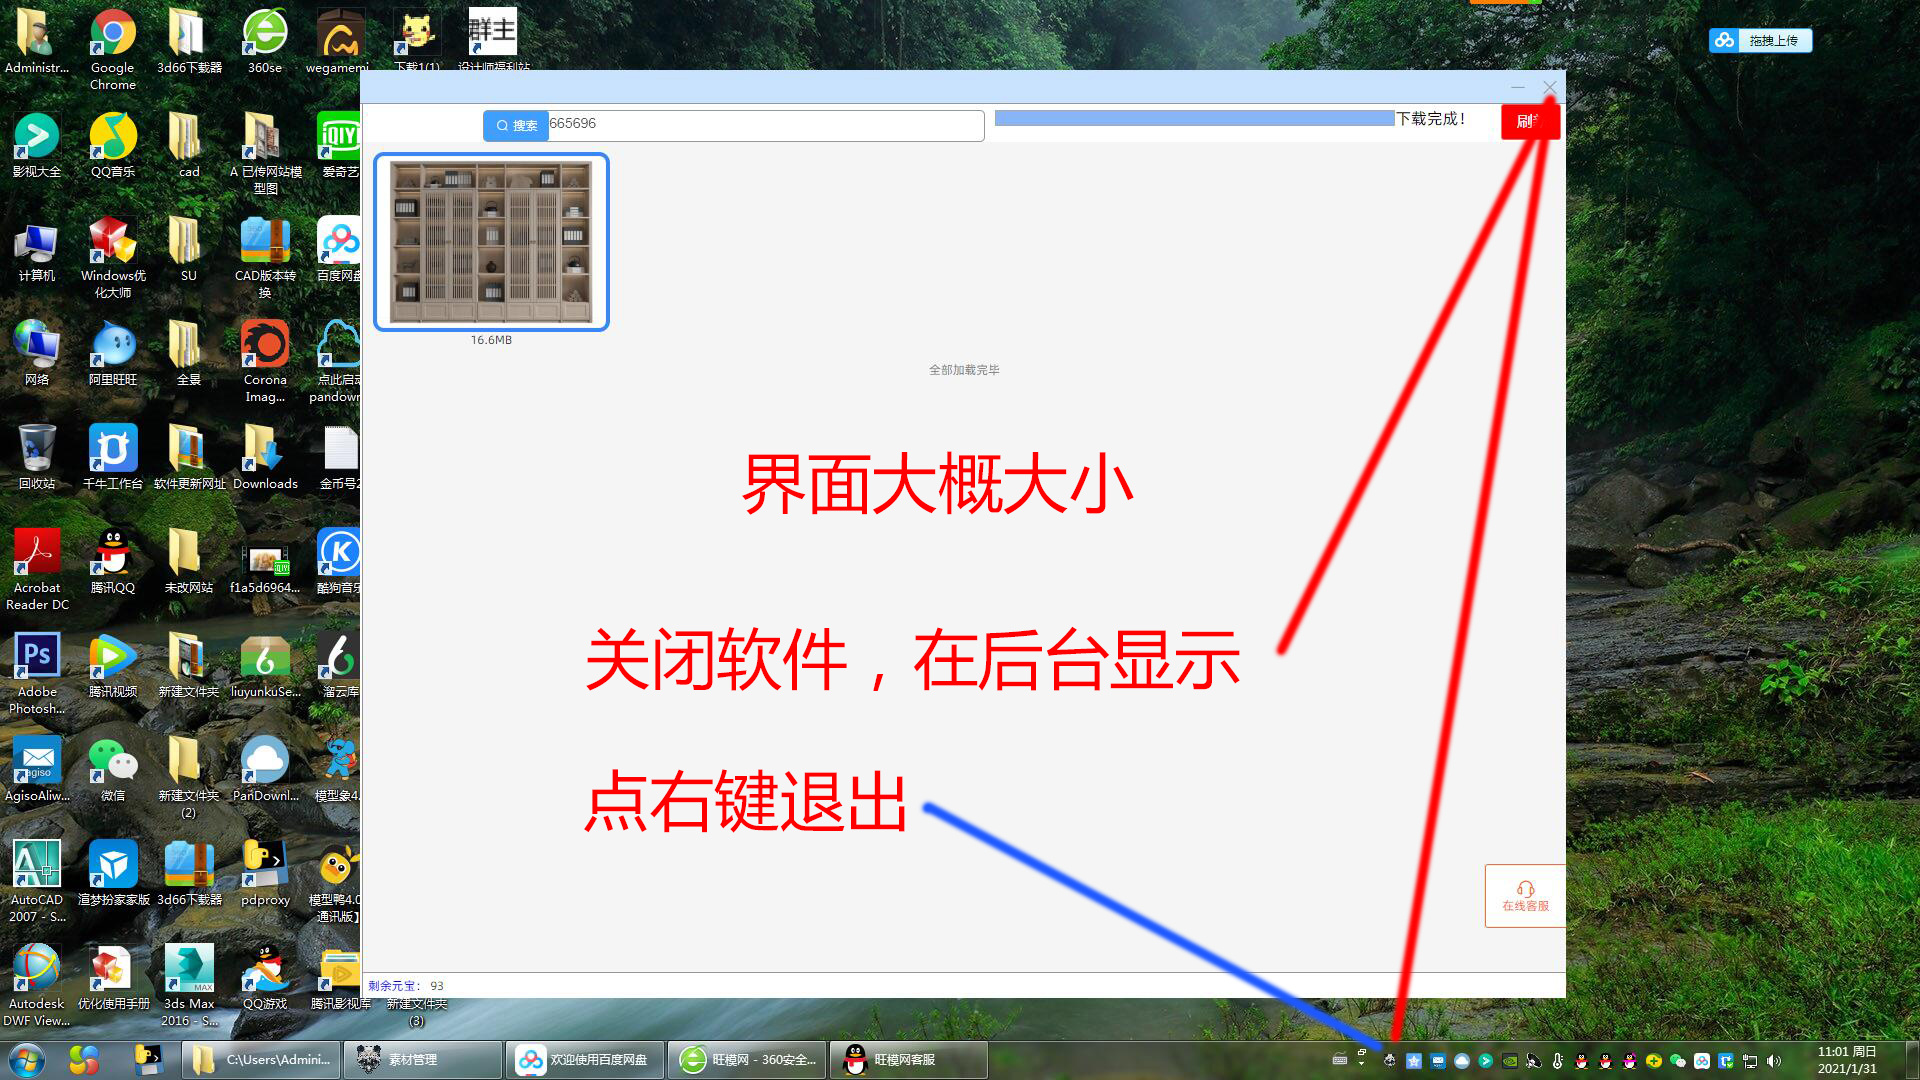 Administr...
Google Chrome
3d66下载器
360se
wegamemi
下载1(1)
设计师福利站
群主
拖拽上传
搜索
665696
下载完成！
影视大全
QQ音乐
cad
A 已传网站模型图
爱奇艺
16.6MB
全部加载完毕
计算机
Windows优化大师
SU
CAD版本转换
百度网盘
网络
阿里旺旺
全景
Corona Imag...
点此启动
pandown
回收站
千牛工作台
软件更新网址
Downloads
金币号2
界面大概大小
Acrobat Reader DC
腾讯QQ
未改网站
f1a5d6964...
酷狗音乐
关闭软件，在后台显示
Adobe Photosh...
腾讯视频
新建文件夹
liuyunkuSe...
溜云库
点右键退出
AgisoAliw...
微信
新建文件夹 (2)
PanDownl...
模型象4.
AutoCAD 2007 - S...
渲梦扮家家版
3d66下载器
pdproxy
模型鸭4.0
通讯版】
在线客服
Autodesk DWF View...
优化使用手册
3ds Max 2016 - S...
QQ游戏
腾讯影视库
新建文件夹 (3)
剩余元宝： 93
C:\Users\Admini...
素材管理
欢迎使用百度网盘
旺模网 - 360安全...
旺模网客服
11:01 周日
2021/1/31